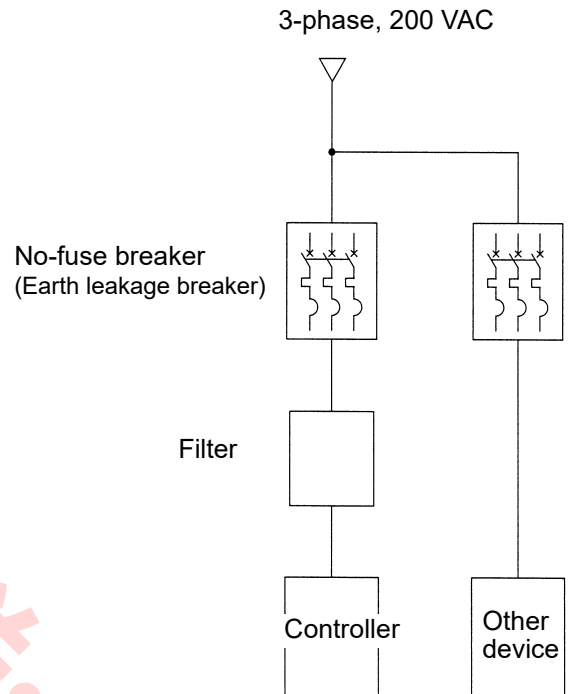 3-phase, 200 VAC
No-fuse breaker
(Earth leakage breaker)
Filter
Controller
Other
device